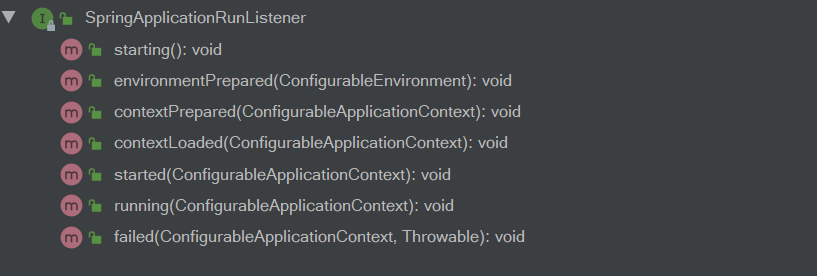 I SpringApplicationRunListener
m starting(): void
m environmentPrepared(ConfigurableEnvironment): void
m contextPrepared(ConfigurableApplicationContext): void
m contextLoaded(ConfigurableApplicationContext): void
m started(ConfigurableApplicationContext): void
m running(ConfigurableApplicationContext): void
m failed(ConfigurableApplicationContext, Throwable): void